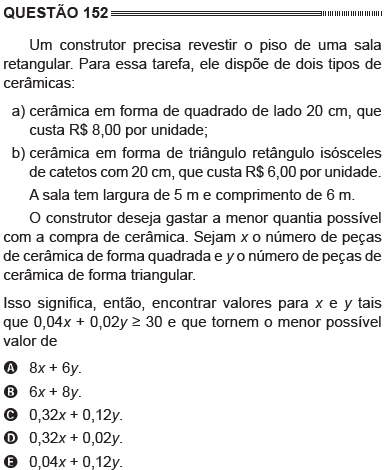 QUESTÃO 152
Um construtor precisa revestir o piso de uma sala
retangular. Para essa tarefa, ele dispõe de dois tipos de
cerâmicas:
a) cerâmica em forma de quadrado de lado 20 cm, que
custa R$ 8,00 por unidade;
b) cerâmica em forma de triângulo retângulo isósceles
de catetos com 20 cm, que custa R$ 6,00 por unidade.
A sala tem largura de 5 m e comprimento de 6 m.
O construtor deseja gastar a menor quantia possível
com a compra de cerâmica. Sejam x o número de peças
de cerâmica de forma quadrada e y o número de peças de
cerâmica de forma triangular.
Isso significa, então, encontrar valores para x e y tais
que 0,04x + 0,02y ≥ 30 e que tornem o menor possível
valor de
A 8x + 6y.
B 6x + 8y.
C 0,32x + 0,12y.
D 0,32x + 0,02y.
E 0,04x + 0,12y.